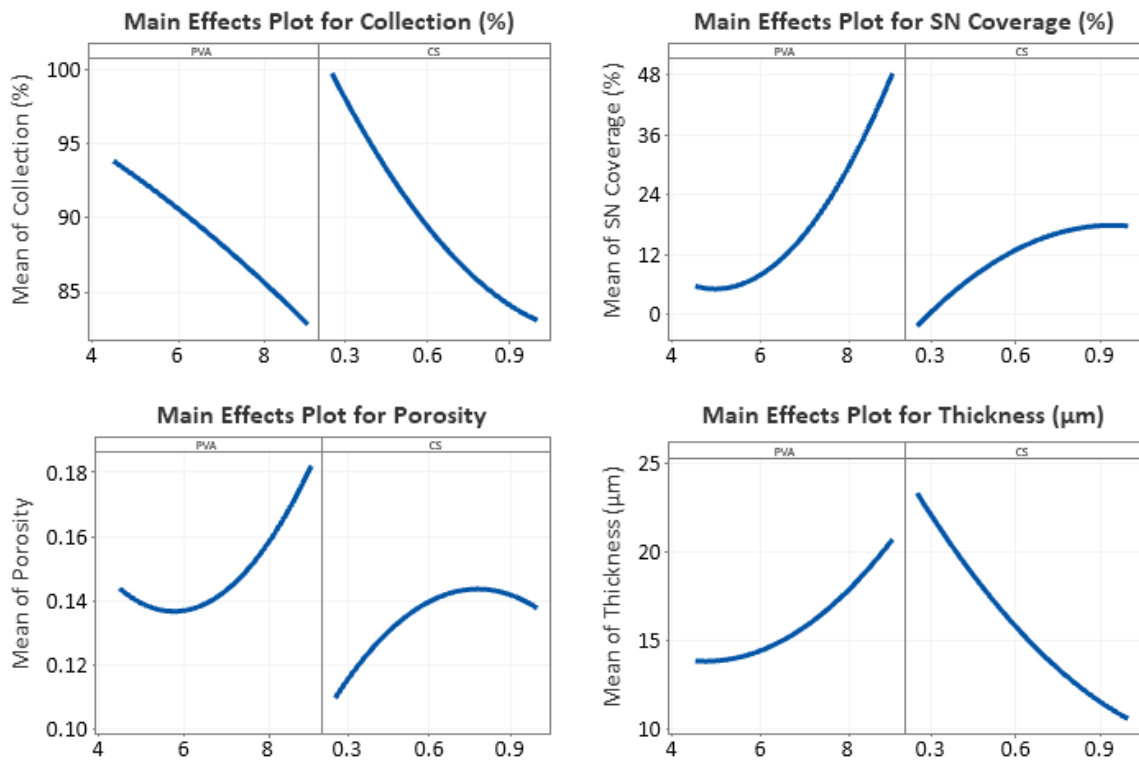 Main Effects Plot for Collection (%)
PVA CS
Mean of Collection (%)
100
95
90
85
4 6 8 0.3 0.6 0.9
Main Effects Plot for SN Coverage (%)
PVA CS
Mean of SN Coverage (%)
48
36
24
12
0
4 6 8 0.3 0.6 0.9
Main Effects Plot for Porosity
PVA CS
Mean of Porosity
0.18
0.16
0.14
0.12
0.10
4 6 8 0.3 0.6 0.9
Main Effects Plot for Thickness (μm)
PVA CS
Mean of Thickness (μm)
25
20
15
10
4 6 8 0.3 0.6 0.9